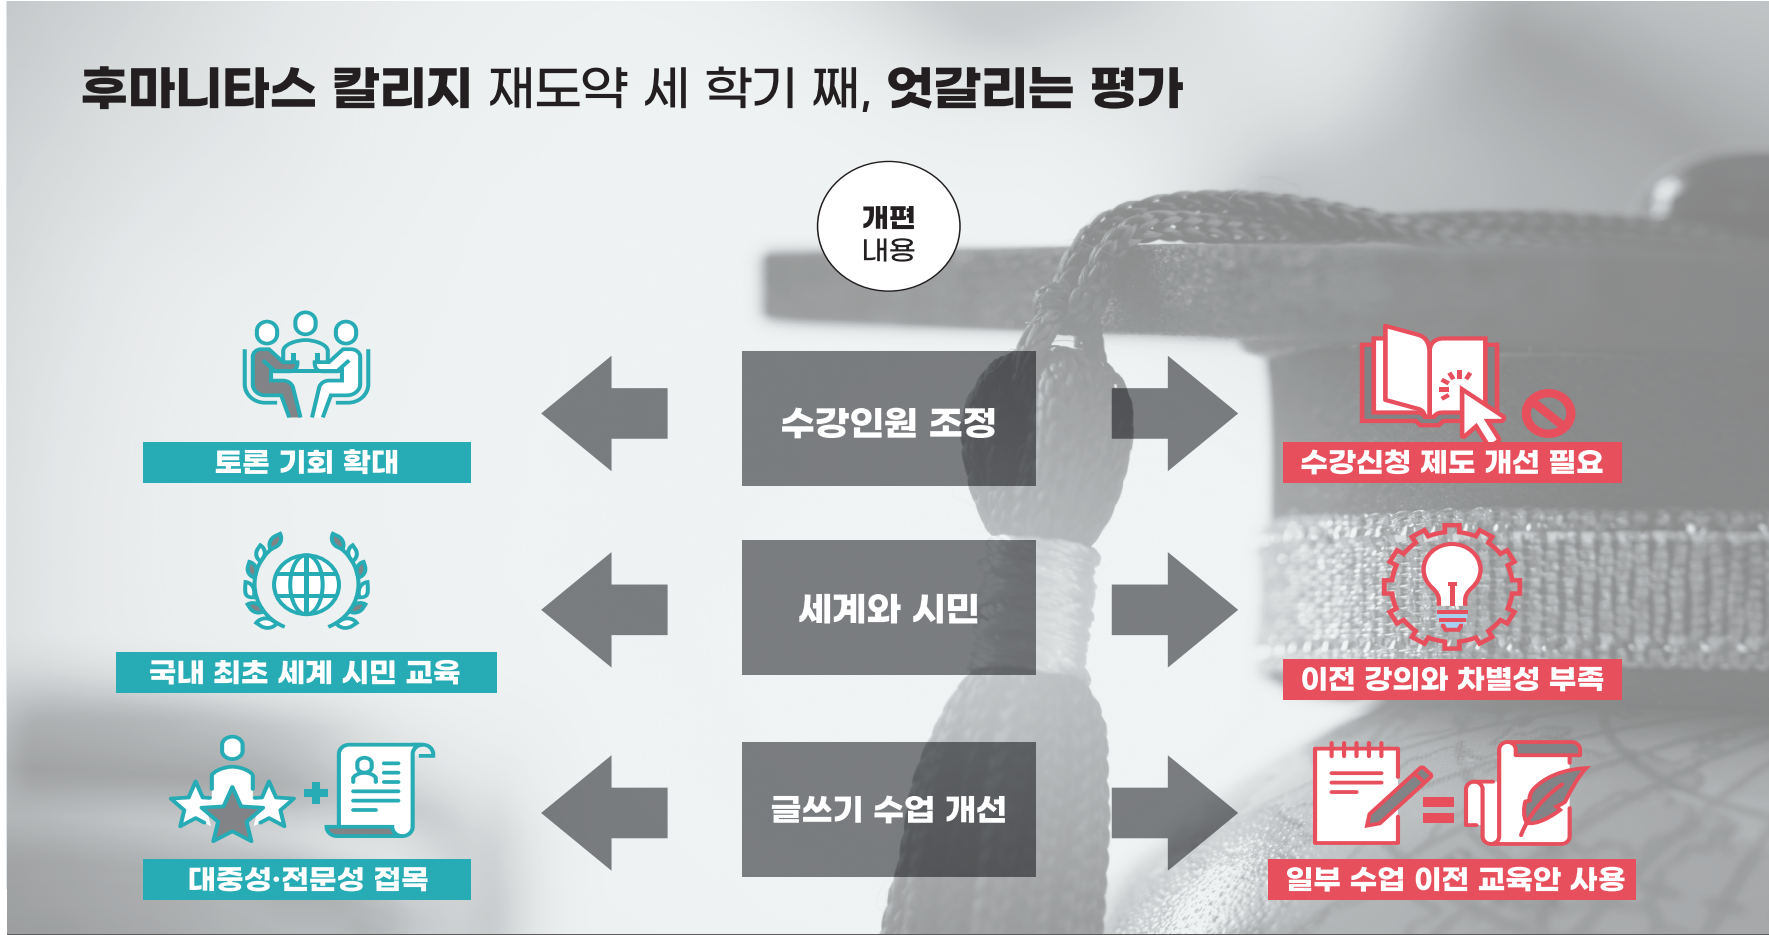 후마니타스 칼리지 재도약 세 학기 째, 엇갈리는 평가
개편
내용
수강인원 조정
토론 기회 확대
수강신청 제도 개선 필요
세계와 시민
국내 최초 세계 시민 교육
이전 강의와 차별성 부족
글쓰기 수업 개선
대중성·전문성 접목
일부 수업 이전 교육안 사용